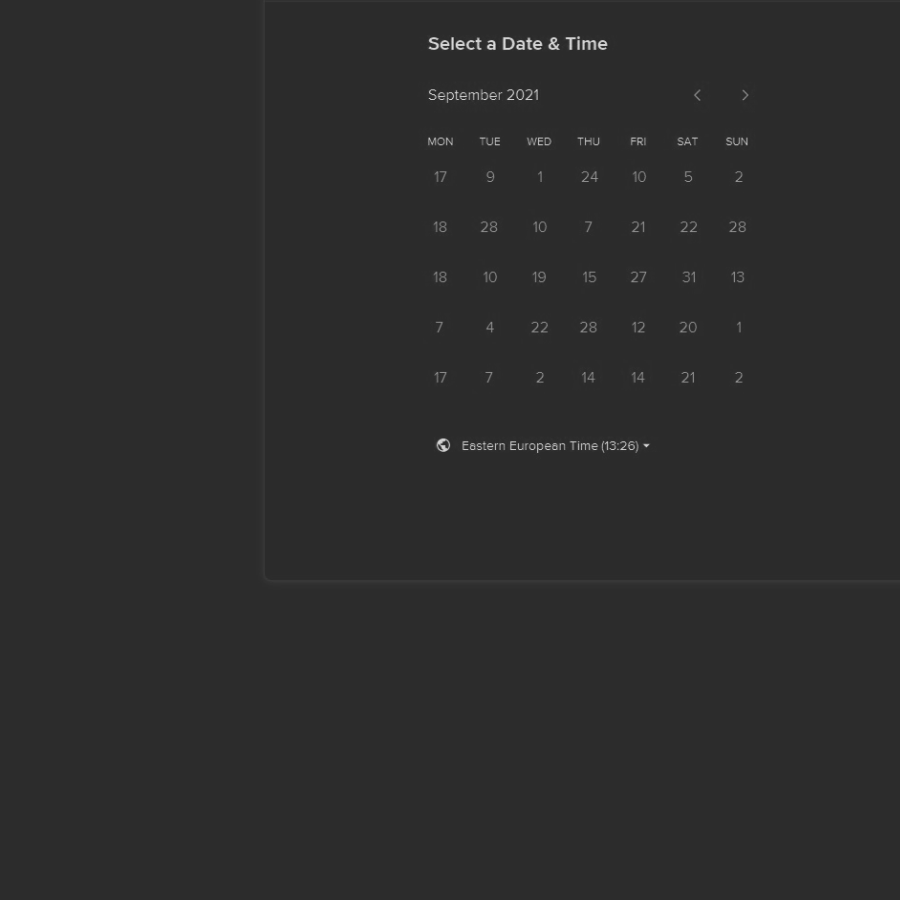 Select a Date & Time
September 2021
MON TUE WED THU FRI SAT SUN
17 9 1 24 10 5 2
18 28 10 7 21 22 28
18 10 19 15 27 31 13
7 4 22 28 12 20 1
17 7 2 14 14 21 2
Eastern European Time (13:26)